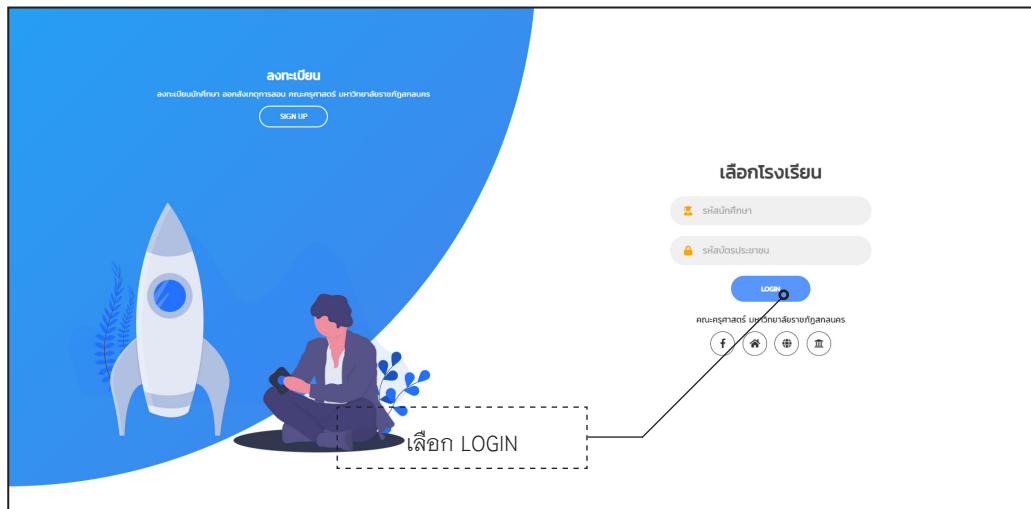 ลงทะเบียน
ลงทะเบียนนักศึกษา ออกสังเกตุการสอน คณะครุศาสตร์ มหาวิทยาลัยราชภัฏสกลนคร
SIGN UP
เลือกโรงเรียน
รหัสนักศึกษา
รหัสบัตรประชาชน
LOGIN
คณะครุศาสตร์ มหาวิทยาลัยราชภัฏสกลนคร
เลือก LOGIN